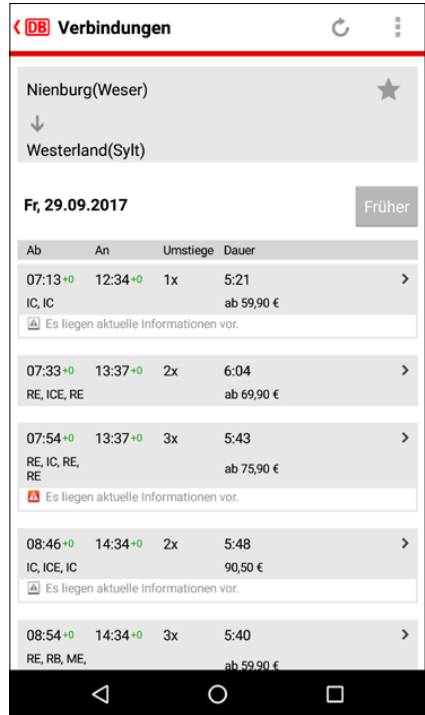 DB Verbindungen
Nienburg(Weser)
Westerland(Sylt)
Fr, 29.09.2017 Früher
Ab An Umstiege Dauer
07:13+0 12:34+0 1x 5:21
IC, IC ab 59,90 €
Es liegen aktuelle Informationen vor.
07:33+0 13:37+0 2x 6:04
RE, ICE, RE ab 69,90 €
07:54+0 13:37+0 3x 5:43
RE, IC, RE,
RE ab 75,90 €
Es liegen aktuelle Informationen vor.
08:46+0 14:34+0 2x 5:48
IC, ICE, IC 90,50 €
Es liegen aktuelle Informationen vor.
08:54+0 14:34+0 3x 5:40
RE, RB, ME, ab 59,90 €